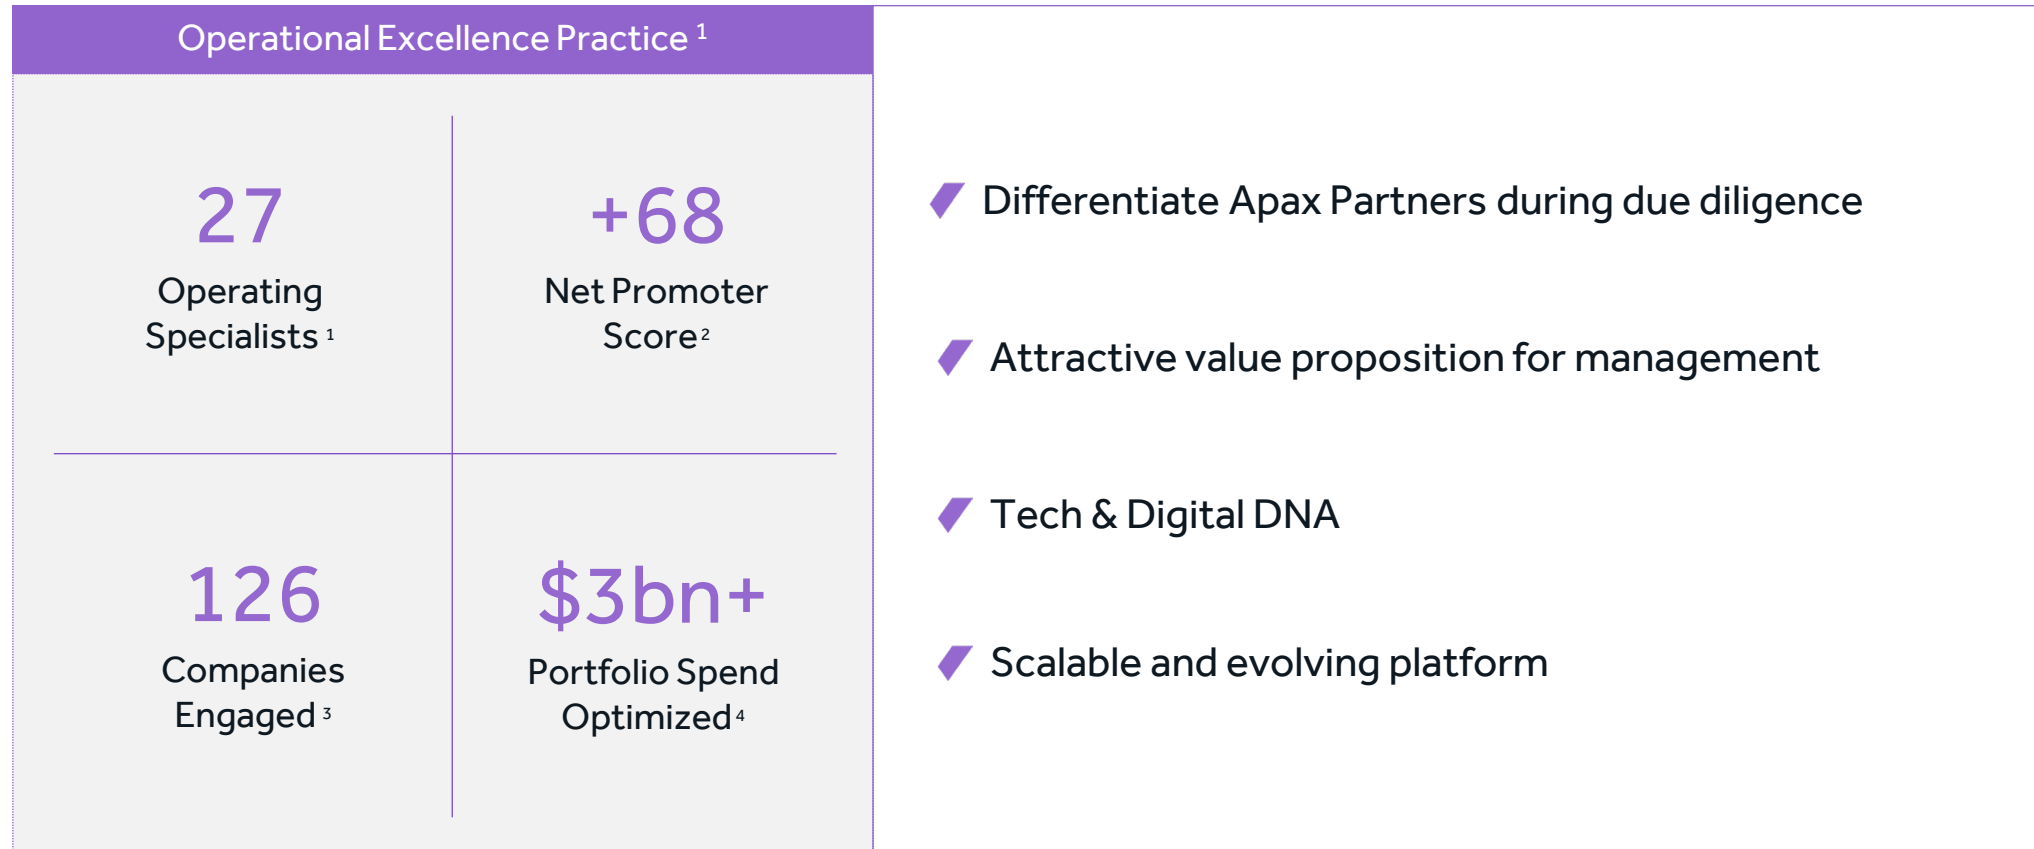 Operational Excellence Practice 1
27
Operating
Specialists 1
+68
Net Promoter
Score 2
126
Companies
Engaged 3
$3bn+
Portfolio Spend
Optimized 4
Differentiate Apax Partners during due diligence
Attractive value proposition for management
Tech & Digital DNA
Scalable and evolving platform